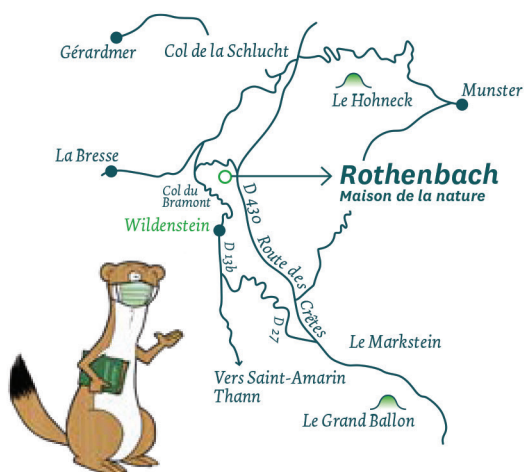 Gérardmer
Col de la Schlucht
Le Hohneck
Munster
La Bresse
Rothenbach
Maison de la nature
Col du
Bramont
D 430
Wildenstein
D 13b
Route des Crêtes
D 27
Le Markstein
Vers Saint-Amarin
Thann
Le Grand Ballon